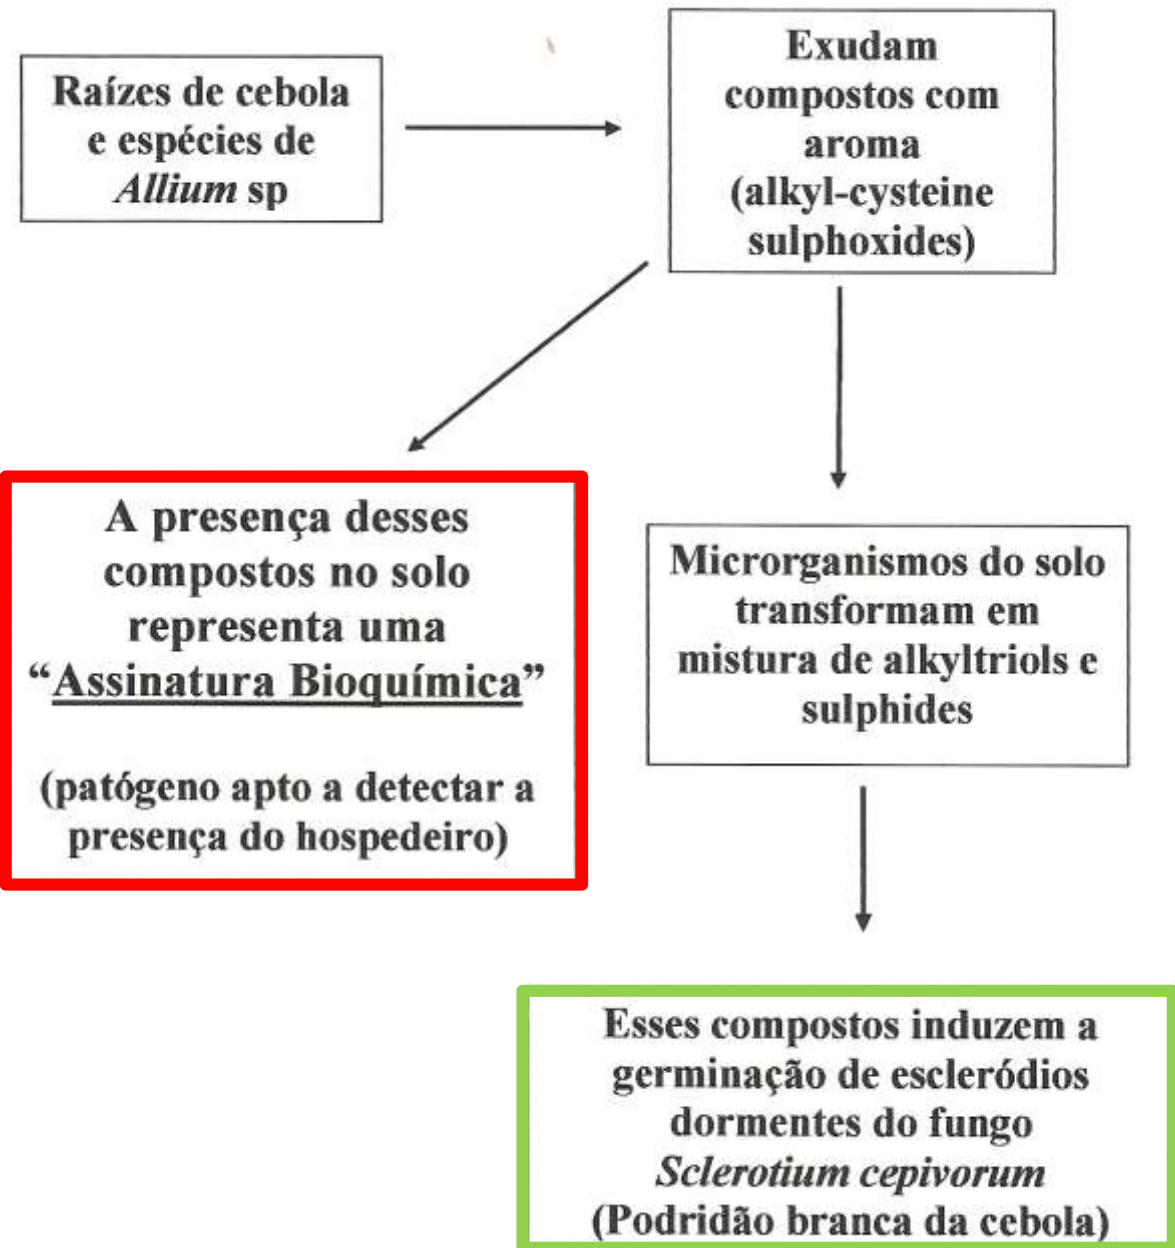 Raízes de cebola
e espécies de
Allium sp
Exudam
compostos com
aroma
(alkyl-cysteine
sulphoxides)
A presença desses
compostos no solo
representa uma
“Assinatura Bioquímica”
(patógeno apto a detectar a
presença do hospedeiro)
Microrganismos do solo
transformam em
mistura de alkyltriols e
sulphides
Esses compostos induzem a
germinação de escleródios
dormentes do fungo
Sclerotium cepivorum
(Podridão branca da cebola)